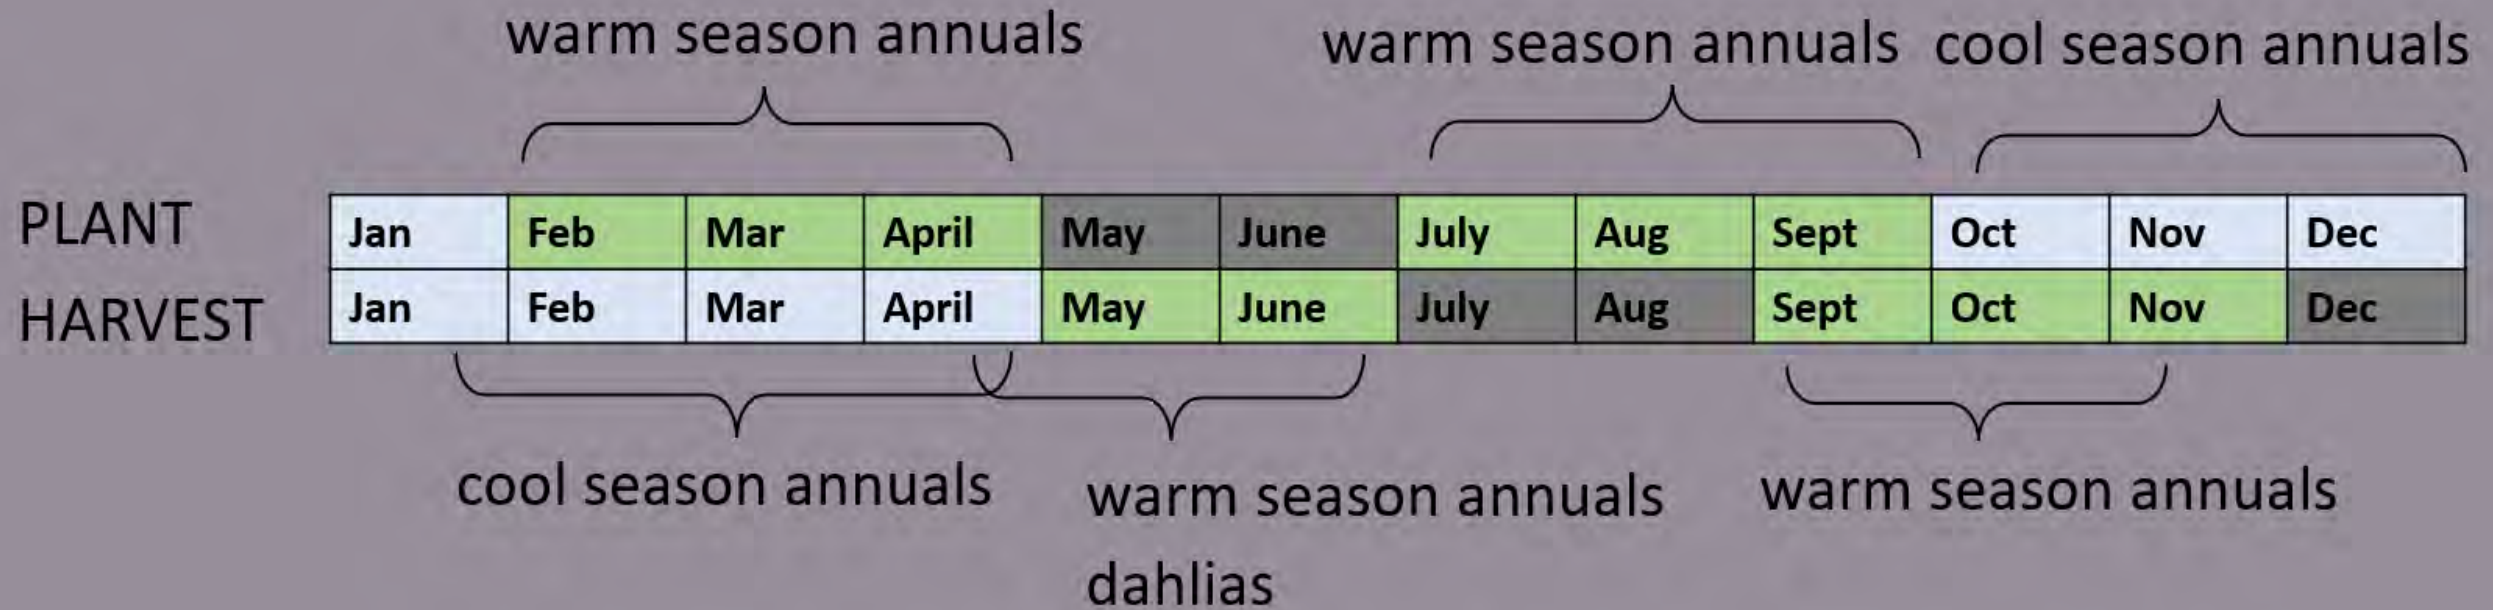 warm season annuals
warm season annuals cool season annuals
PLANT Jan Feb Mar April May June July Aug Sept Oct Nov Dec
HARVEST Jan Feb Mar April May June July Aug Sept Oct Nov Dec
cool season annuals
warm season annuals
dahlias
warm season annuals